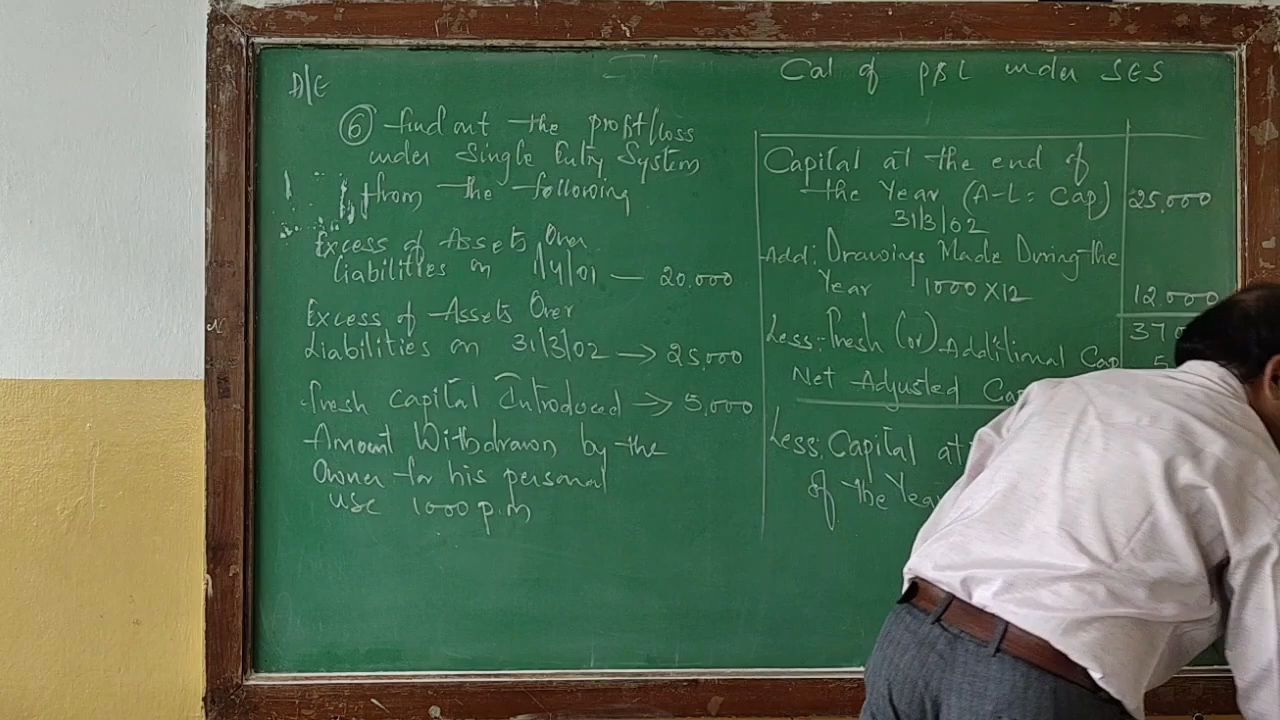 D/E
Cal of P&L under SES
⑥ find out the profit/loss
under Single Entry System
from the following
Excess of Assets Over
liabilities on 1/4/01 — 20,000
Excess of Assets Over
Liabilities on 31/3/02 → 25,000
Fresh capital Introduced → 5,000
Amount Withdrawn by the
Owner for his personal
use 1000 p.m
Capital at the end of
the Year (A-L= Cap) 25,000
31/3/02
Add: Drawings Made During the
Year 1000 X 12 12000
Less:- Fresh (or) Additional Cap
Net Adjusted
Less: Capital at
of the Year